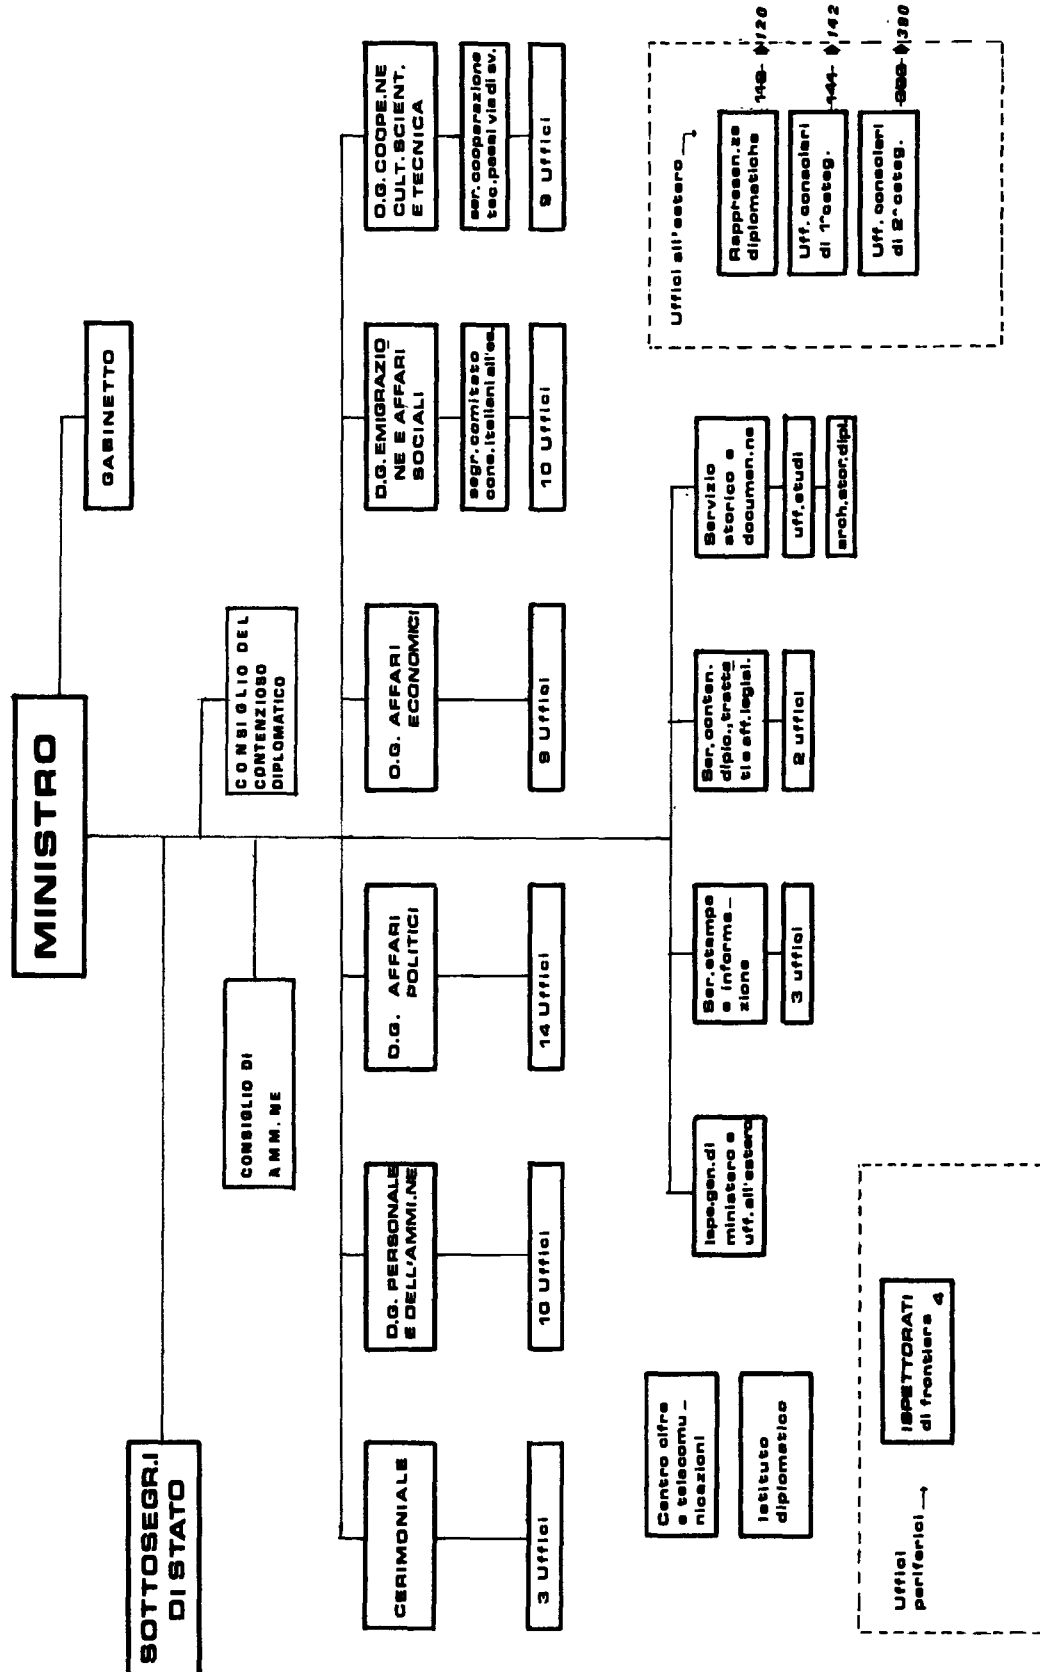 MINISTRO
GABINETTO
SOTTOSEGR.I
DI STATO
CONSIGLIO DEL
CONTENZIOSO
DIPLOMATICO
CONSIGLIO DI
AMM.NE
CERIMONIALE
3 Uffici
D.G. PERSONALE
E DELL'AMMI.NE
10 Uffici
D.G. AFFARI
POLITICI
14 Uffici
D.G. AFFARI
ECONOMICI
9 Uffici
D.G. EMIGRAZIO
NE E AFFARI
SOCIALI
segr.comitato
cons.italiani all'es.
10 Uffici
D.G. COOPE.NE
CULT. SCIENT.
E TECNICA
ser.cooperazione
tec.paesi via di sv.
9 Uffici
Centro cifra
e telecomu_
nicazioni
Istituto
diplomatico
Ispe.gen.di
ministero e
uff.all'estero
Ser.stampa
e informa_
zione
3 uffici
Ser.conten.
diplo.,tratta
ti e aff.legisl.
2 uffici
Servizio
storico e
documen.ne
uff.studi
arch.stor.dipl.
Uffici all'estero
Rappresen.ze
diplomatiche
120
Uff. consolari
di 1ª categ.
144 142
Uff. consolari
di 2ª categ.
380
Uffici
periferici
ISPETTORATI
di frontiera
4